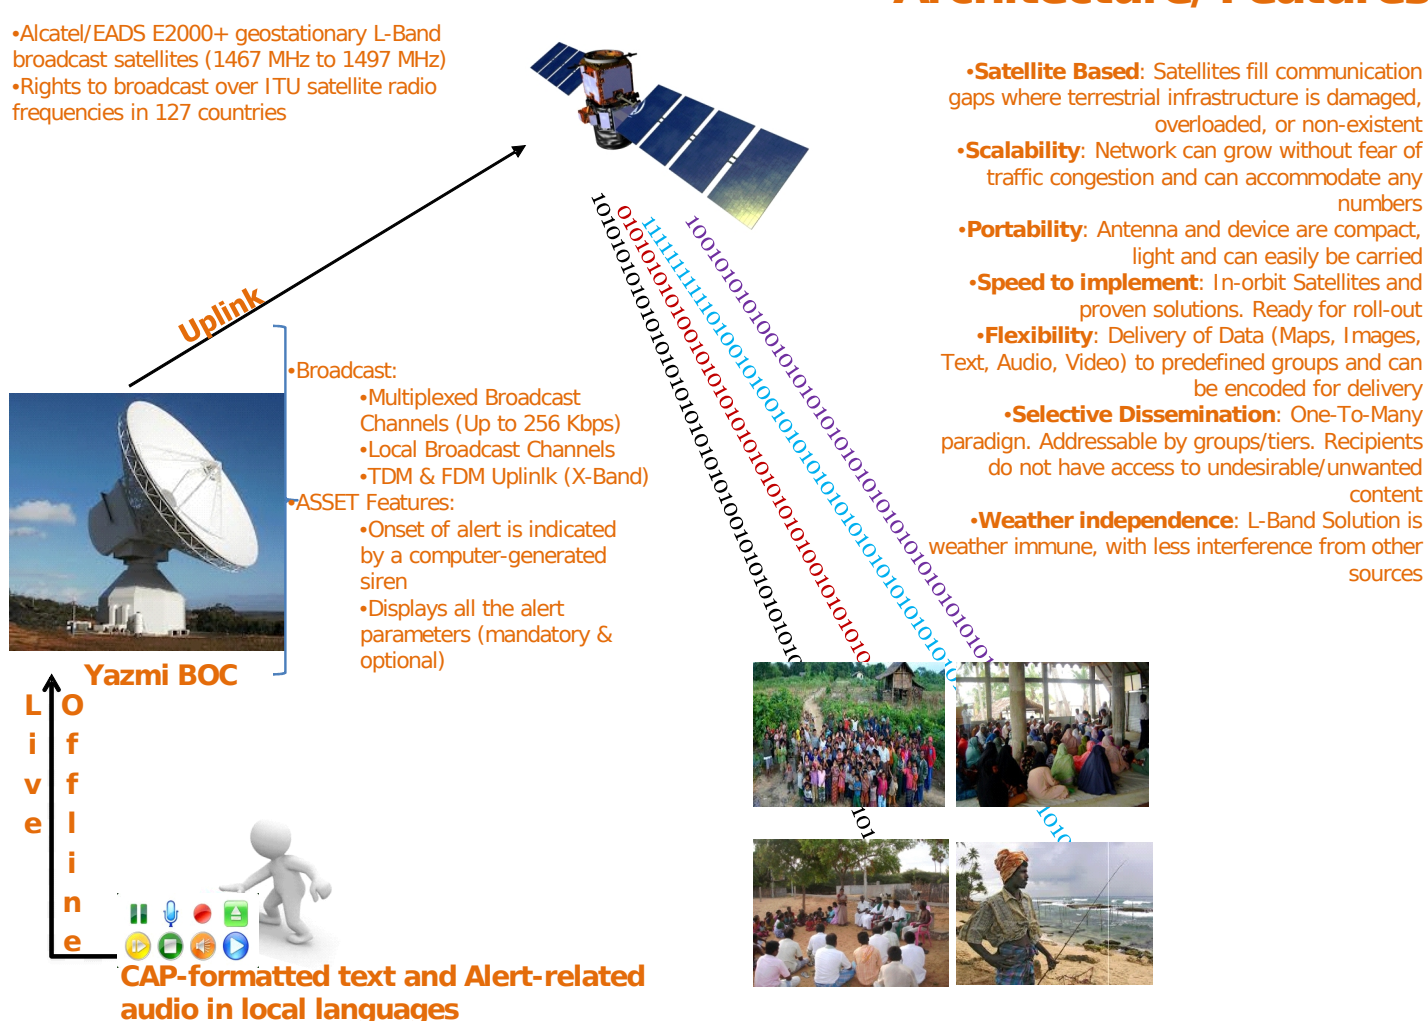 Architecture/ Features
•Alcatel/EADS E2000+ geostationary L-Band
broadcast satellites (1467 MHz to 1497 MHz)
•Rights to broadcast over ITU satellite radio
frequencies in 127 countries
•Satellite Based: Satellites fill communication
gaps where terrestrial infrastructure is damaged,
overloaded, or non-existent
•Scalability: Network can grow without fear of
traffic congestion and can accommodate any
numbers
•Portability: Antenna and device are compact,
light and can easily be carried
•Speed to implement: In-orbit Satellites and
proven solutions. Ready for roll-out
•Flexibility: Delivery of Data (Maps, Images,
Text, Audio, Video) to predefined groups and can
be encoded for delivery
•Selective Dissemination: One-To-Many
paradign. Addressable by groups/tiers. Recipients
do not have access to undesirable/unwanted
content
•Weather independence: L-Band Solution is
weather immune, with less interference from other
sources
Uplink
•Broadcast:
•Multiplexed Broadcast
Channels (Up to 256 Kbps)
•Local Broadcast Channels
•TDM & FDM Uplinlk (X-Band)
•ASSET Features:
•Onset of alert is indicated
by a computer-generated
siren
•Displays all the alert
parameters (mandatory &
optional)
Yazmi BOC
Live
Offline
CAP-formatted text and Alert-related
audio in local languages